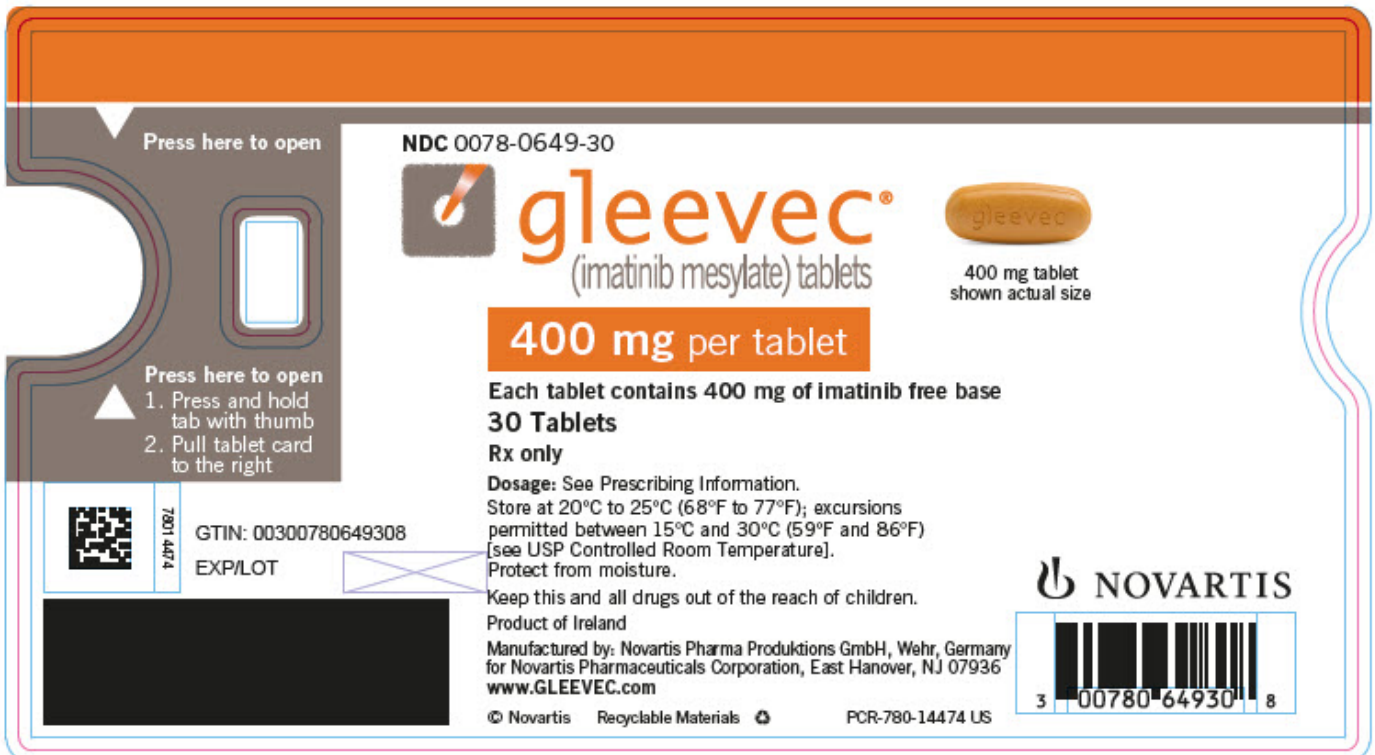 Press here to open
NDC 0078-0649-30
gleevec®
(imatinib mesylate) tablets
gleevec
400 mg tablet
shown actual size
400 mg per tablet
Press here to open
1. Press and hold
tab with thumb
2. Pull tablet card
to the right
Each tablet contains 400 mg of imatinib free base
30 Tablets
Rx only
Dosage: See Prescribing Information.
Store at 20°C to 25°C (68°F to 77°F); excursions
permitted between 15°C and 30°C (59°F and 86°F)
[see USP Controlled Room Temperature].
Protect from moisture.
Keep this and all drugs out of the reach of children.
Product of Ireland
Manufactured by: Novartis Pharma Produktions GmbH, Wehr, Germany
for Novartis Pharmaceuticals Corporation, East Hanover, NJ 07936
www.GLEEVEC.com
© Novartis Recyclable Materials PCR-780-14474 US
7801 4474
GTIN: 00300780649308
EXP/LOT
NOVARTIS
3 00780 64930 8